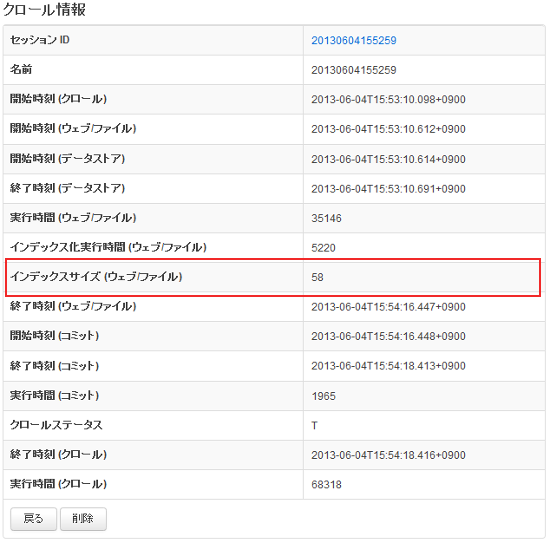 クロール情報
セッション ID 20130604155259
名前 20130604155259
開始時刻 (クロール) 2013-06-04T15:53:10.098+0900
開始時刻 (ウェブ/ファイル) 2013-06-04T15:53:10.612+0900
開始時刻 (データストア) 2013-06-04T15:53:10.614+0900
終了時刻 (データストア) 2013-06-04T15:53:10.691+0900
実行時間 (ウェブ/ファイル) 35146
インデックス化実行時間 (ウェブ/ファイル) 5220
インデックスサイズ (ウェブ/ファイル) 58
終了時刻 (ウェブ/ファイル) 2013-06-04T15:54:16.447+0900
開始時刻 (コミット) 2013-06-04T15:54:16.448+0900
終了時刻 (コミット) 2013-06-04T15:54:18.413+0900
実行時間 (コミット) 1965
クロールステータス T
終了時刻 (クロール) 2013-06-04T15:54:18.416+0900
実行時間 (クロール) 68318
戻る 削除